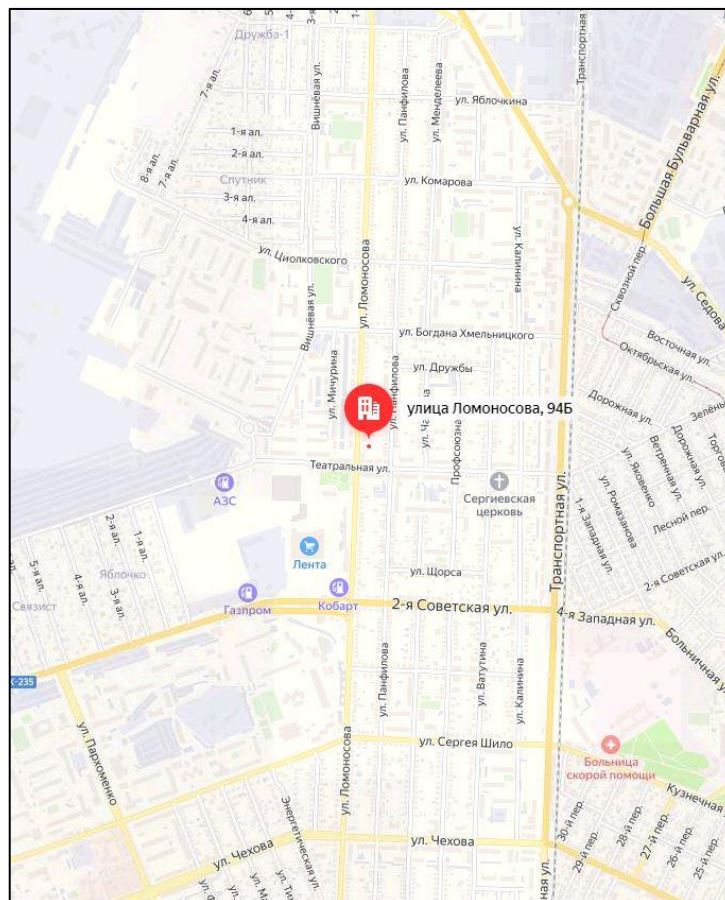 Дружба-1
7-я ал.
Вишнёвая ул.
ул. Панфилова
ул. Менделеева
Транспортная
ул. Яблочкина
Большая Бульварная ул.
1-я ал.
2-я ал.
Спутник
3-я ал.
4-я ал.
8-я ал.
7-я ал.
ул. Комарова
ул. Калинина
ул. Ломоносова
ул. Циолковского
Сквозной пер.
ул. Седова
Вишнёвая ул.
ул. Богдана Хмельницкого
Восточная ул.
Октябрьская ул.
ул. Мичурина
ул. Дружбы
улица Ломоносова, 94Б
Дорожная ул.
Театральная ул.
Сергиевская
церковь
Транспортная ул.
ул. Яковенко
Ветренная ул.
Дорожная ул.
ул. Ромазанова
1-я Западная ул.
Лесной пер.
АЗС
2-я ал.
1-я ал.
5-я ал.
4-я ал.
3-я ал.
Яблочко
Связист
Лента
ул. Щорса
2-я Советская ул.
Газпром
Кобарт
2-я Советская ул.
4-я Западная ул.
Больничная ул.
К-235
ул. Панфилова
ул. Ватутина
ул. Калинина
ул. Пархоменко
ул. Ломоносова
ул. Сергея Шило
Больница
скорой помощи
Кузнечная
Энергетическая ул.
ул. Чехова
ул. Чехова
30-й пер.
29-й пер.
28-й пер.
27-й пер.
26-й пер.
25-й пер.
ная ул.